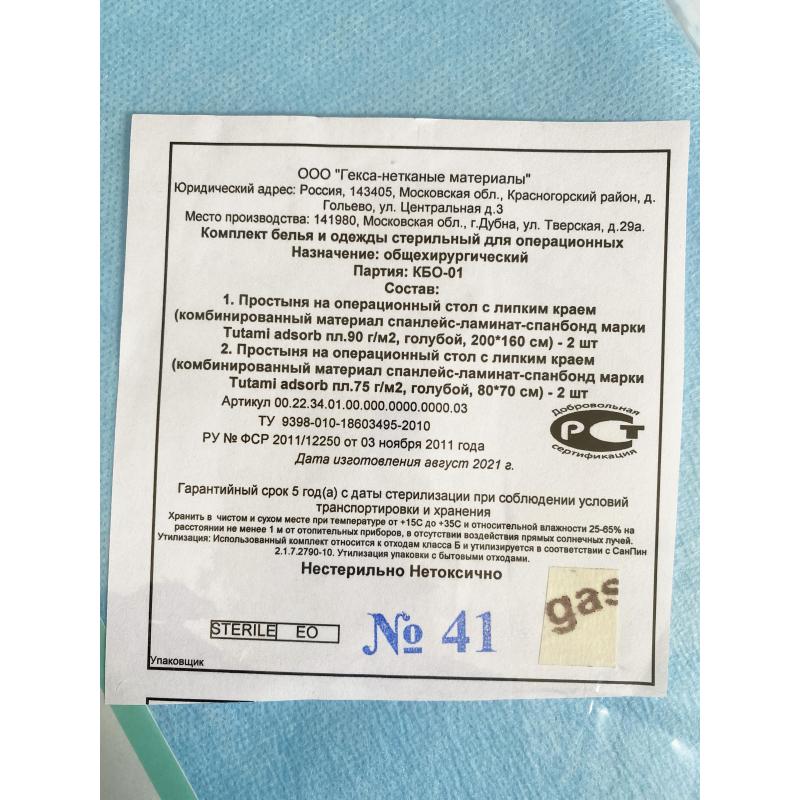 ООО "Гекса-нетканые материалы"
Юридический адрес: Россия, 143405, Московская обл., Красногорский район, д.
Гольево, ул. Центральная д.3
Место производства: 141980, Московская обл., г.Дубна, ул. Тверская, д.29а.
Комплект белья и одежды стерильный для операционных
Назначение: общехирургический
Партия: КБО-01
Состав:
1. Простыня на операционный стол с липким краем
(комбинированный материал спанлейс-ламинат-спанбонд марки
Tutami adsorb пл.90 г/м2, голубой, 200*160 см) - 2 шт
2. Простыня на операционный стол с липким краем
(комбинированный материал спанлейс-ламинат-спанбонд марки
Tutami adsorb пл.75 г/м2, голубой, 80*70 см) - 2 шт
Артикул 00.22.34.01.00.000.0000.0000.03
ТУ 9398-010-18603495-2010
РУ № ФСР 2011/12250 от 03 ноября 2011 года
Дата изготовления август 2021 г.
Добровольная
РСТ
сертификация
Гарантийный срок 5 год(а) с даты стерилизации при соблюдении условий
транспортировки и хранения
Хранить в чистом и сухом месте при температуре от +15С до +35С и относительной влажности 25-65% на
расстоянии не менее 1 м от отопительных приборов, в отсутствии воздействия прямых солнечных лучей.
Утилизация: Использованный комплект относится к отходам класса Б и утилизируется в соответствии с СанПин
2.1.7.2790-10. Утилизация упаковки с бытовыми отходами.
Нестерильно Нетоксично
gas
STERILE EO
№ 41
Упаковщик